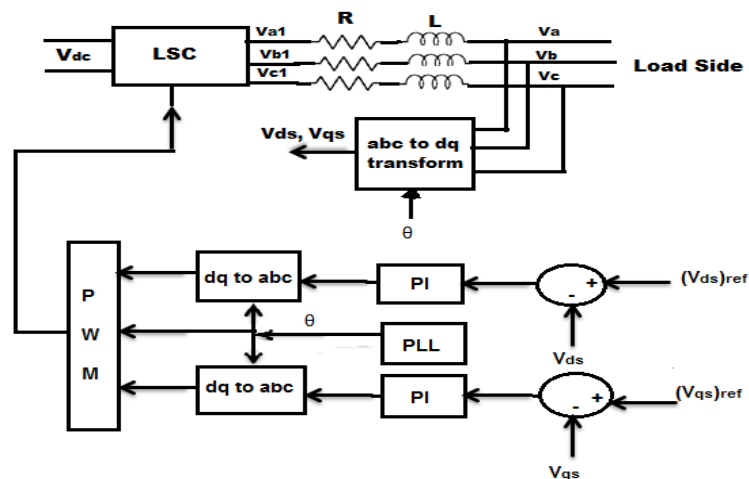 R L
Va1 Va
Vdc LSC Vb1 Vb
Vc1 Vc Load Side
Vds, Vqs abc to dq
transform
θ
dq to abc PI + (Vds)ref
-
P
W
M
θ PLL Vds
dq to abc PI + (Vqs)ref
-
Vqs